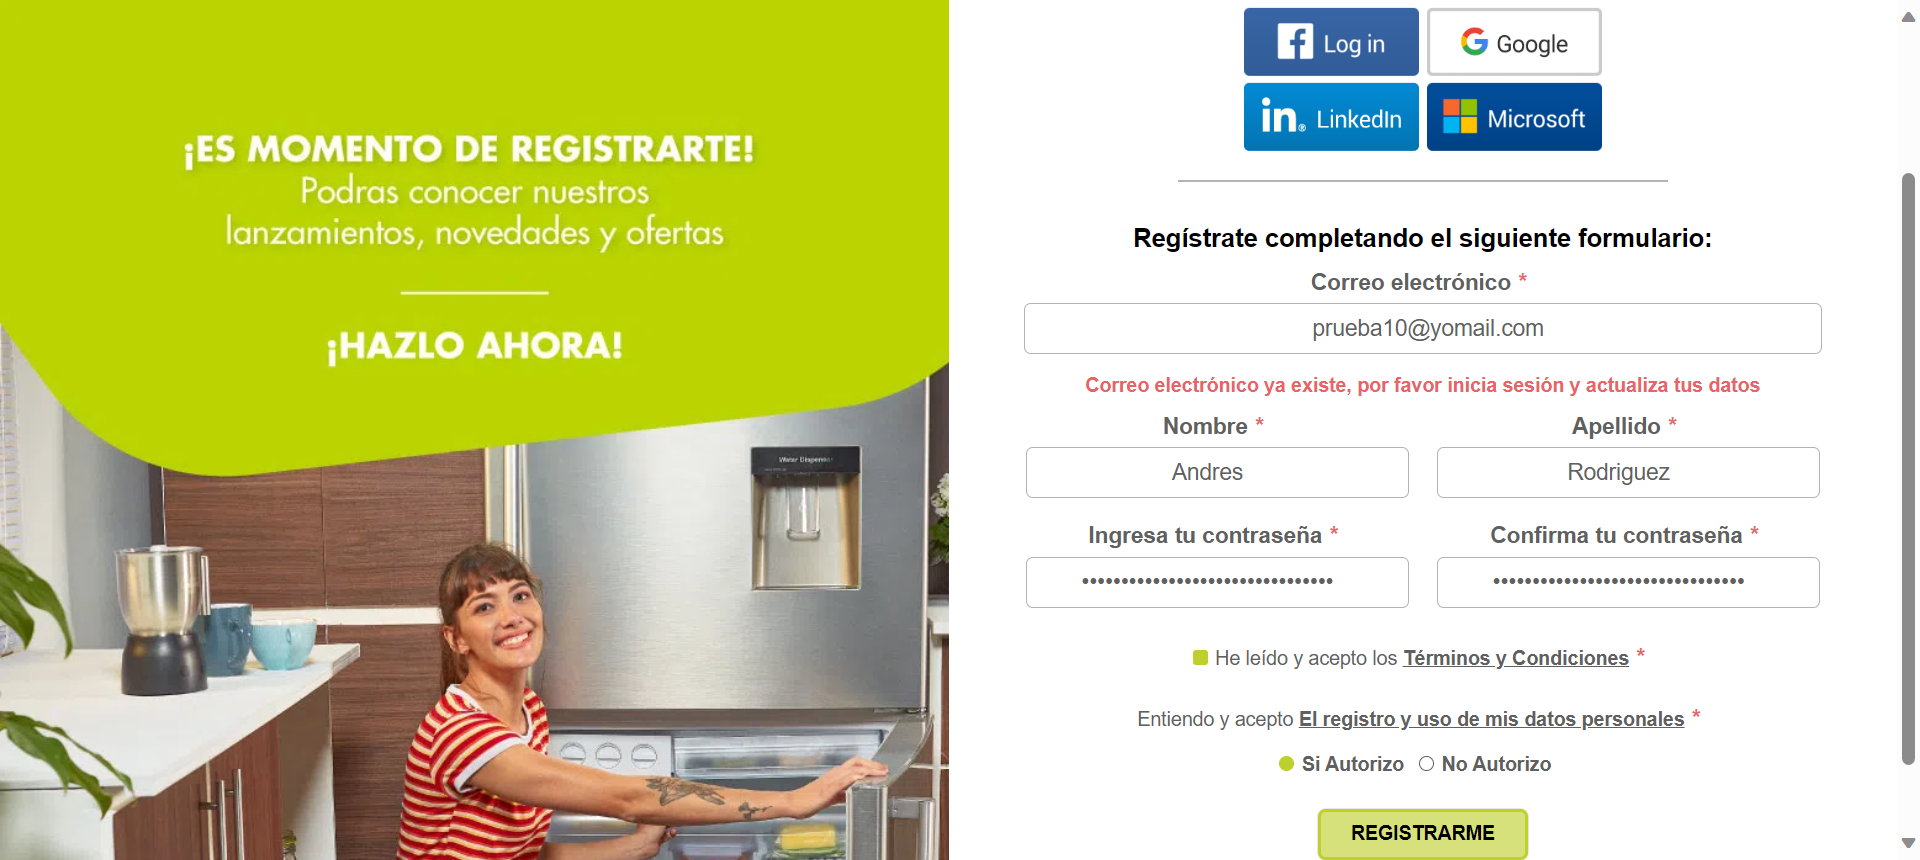 ¡ES MOMENTO DE REGISTRARTE!
Podras conocer nuestros
lanzamientos, novedades y ofertas
¡HAZLO AHORA!
Water Dispenser
Log in
Google
in® LinkedIn
Microsoft
Regístrate completando el siguiente formulario:
Correo electrónico *
prueba10@yomail.com
Correo electrónico ya existe, por favor inicia sesión y actualiza tus datos
Nombre * Apellido *
Andres Rodriguez
Ingresa tu contraseña * Confirma tu contraseña *
•••••••••••••••••••••••••••••••• ••••••••••••••••••••••••••••••••
He leído y acepto los Términos y Condiciones *
Entiendo y acepto El registro y uso de mis datos personales *
Si Autorizo No Autorizo
REGISTRARME